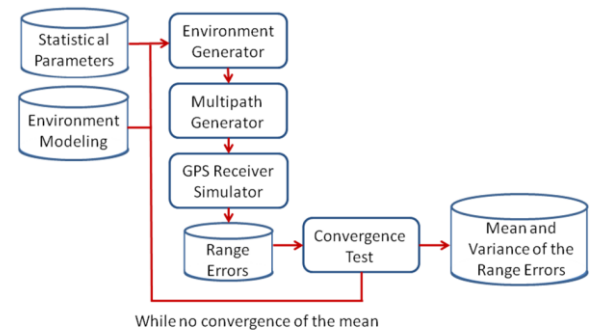 Statistical
Parameters
Environment
Generator
Environment
Modeling
Multipath
Generator
GPS Receiver
Simulator
Range
Errors
Convergence
Test
Mean and
Variance of the
Range Errors
While no convergence of the mean